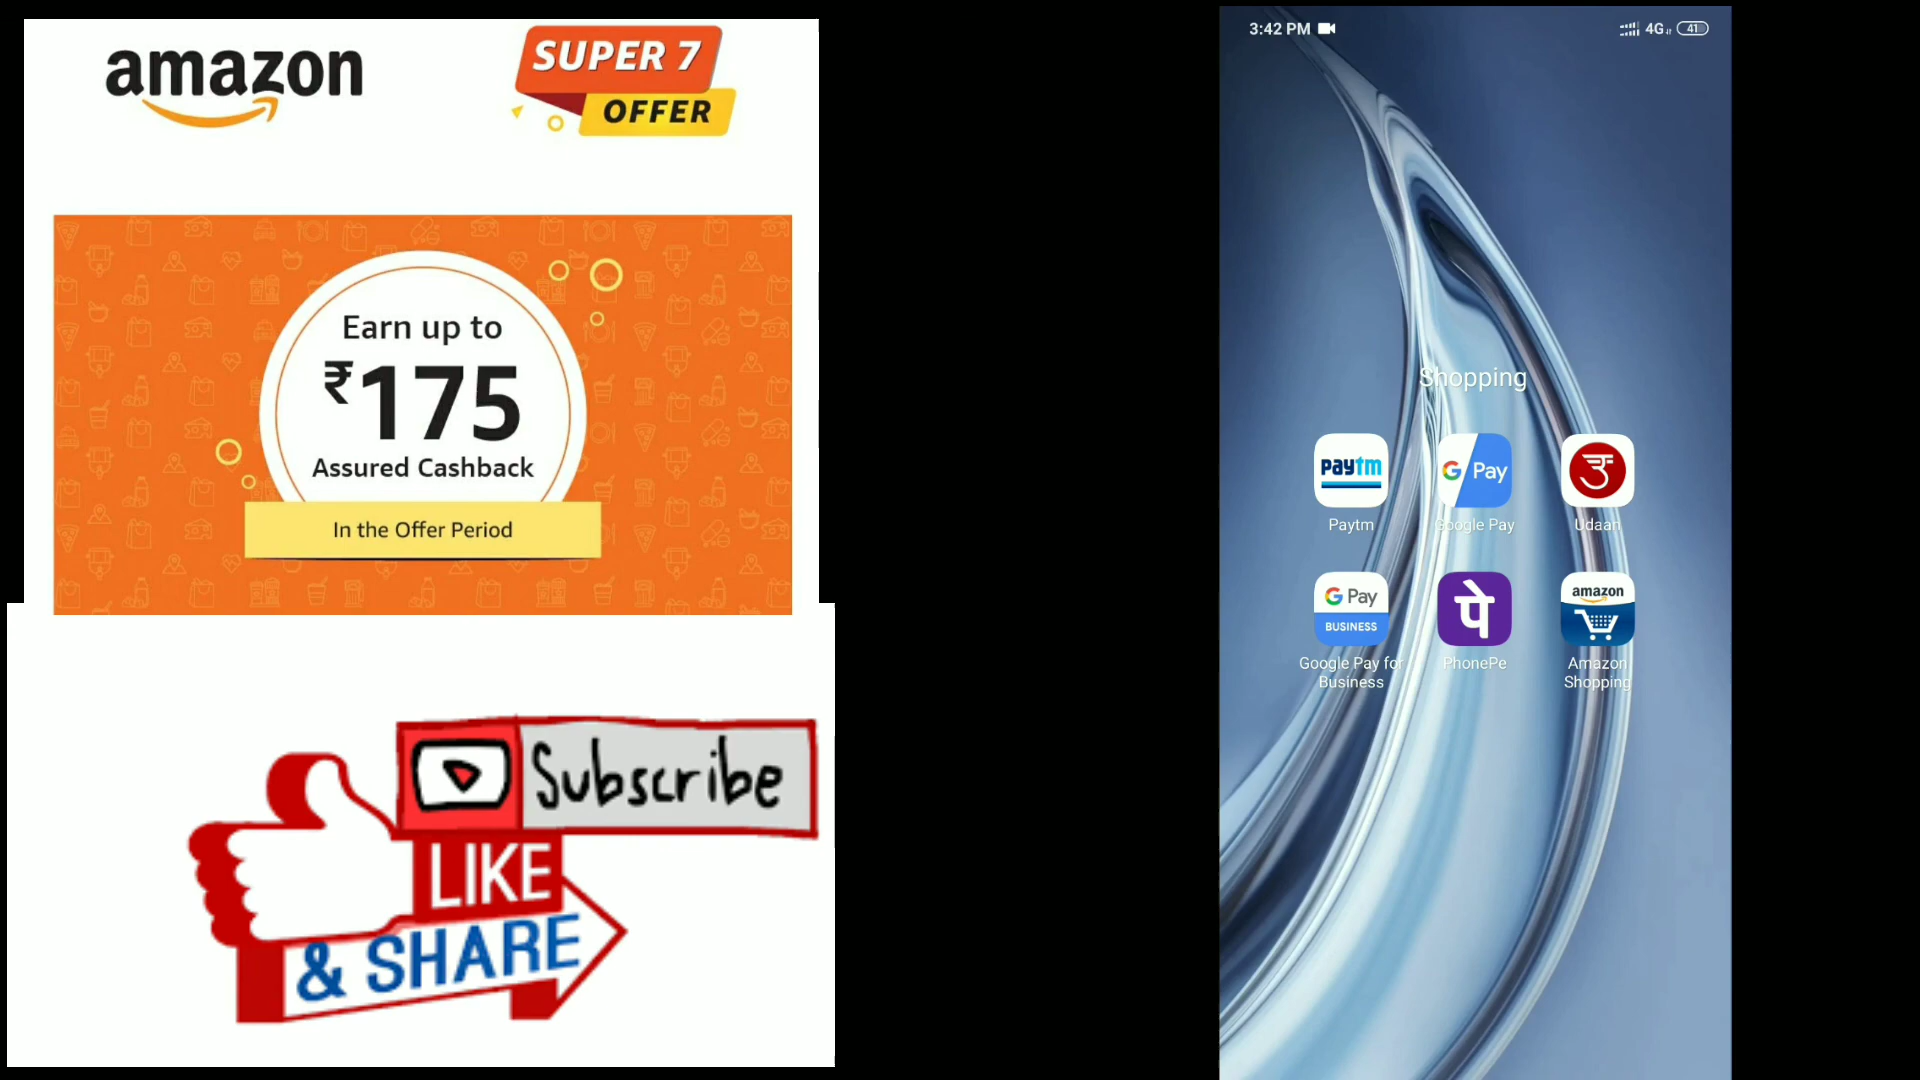 amazon
SUPER 7
OFFER
Earn up to
₹175
Assured Cashback
In the Offer Period
Subscribe
LIKE
& SHARE
3:42 PM
4G
41
Shopping
paytm
G Pay
उ
Paytm
Google Pay
Udaan
G Pay
BUSINESS
पे
amazon
Google Pay for
Business
PhonePe
Amazon
Shopping